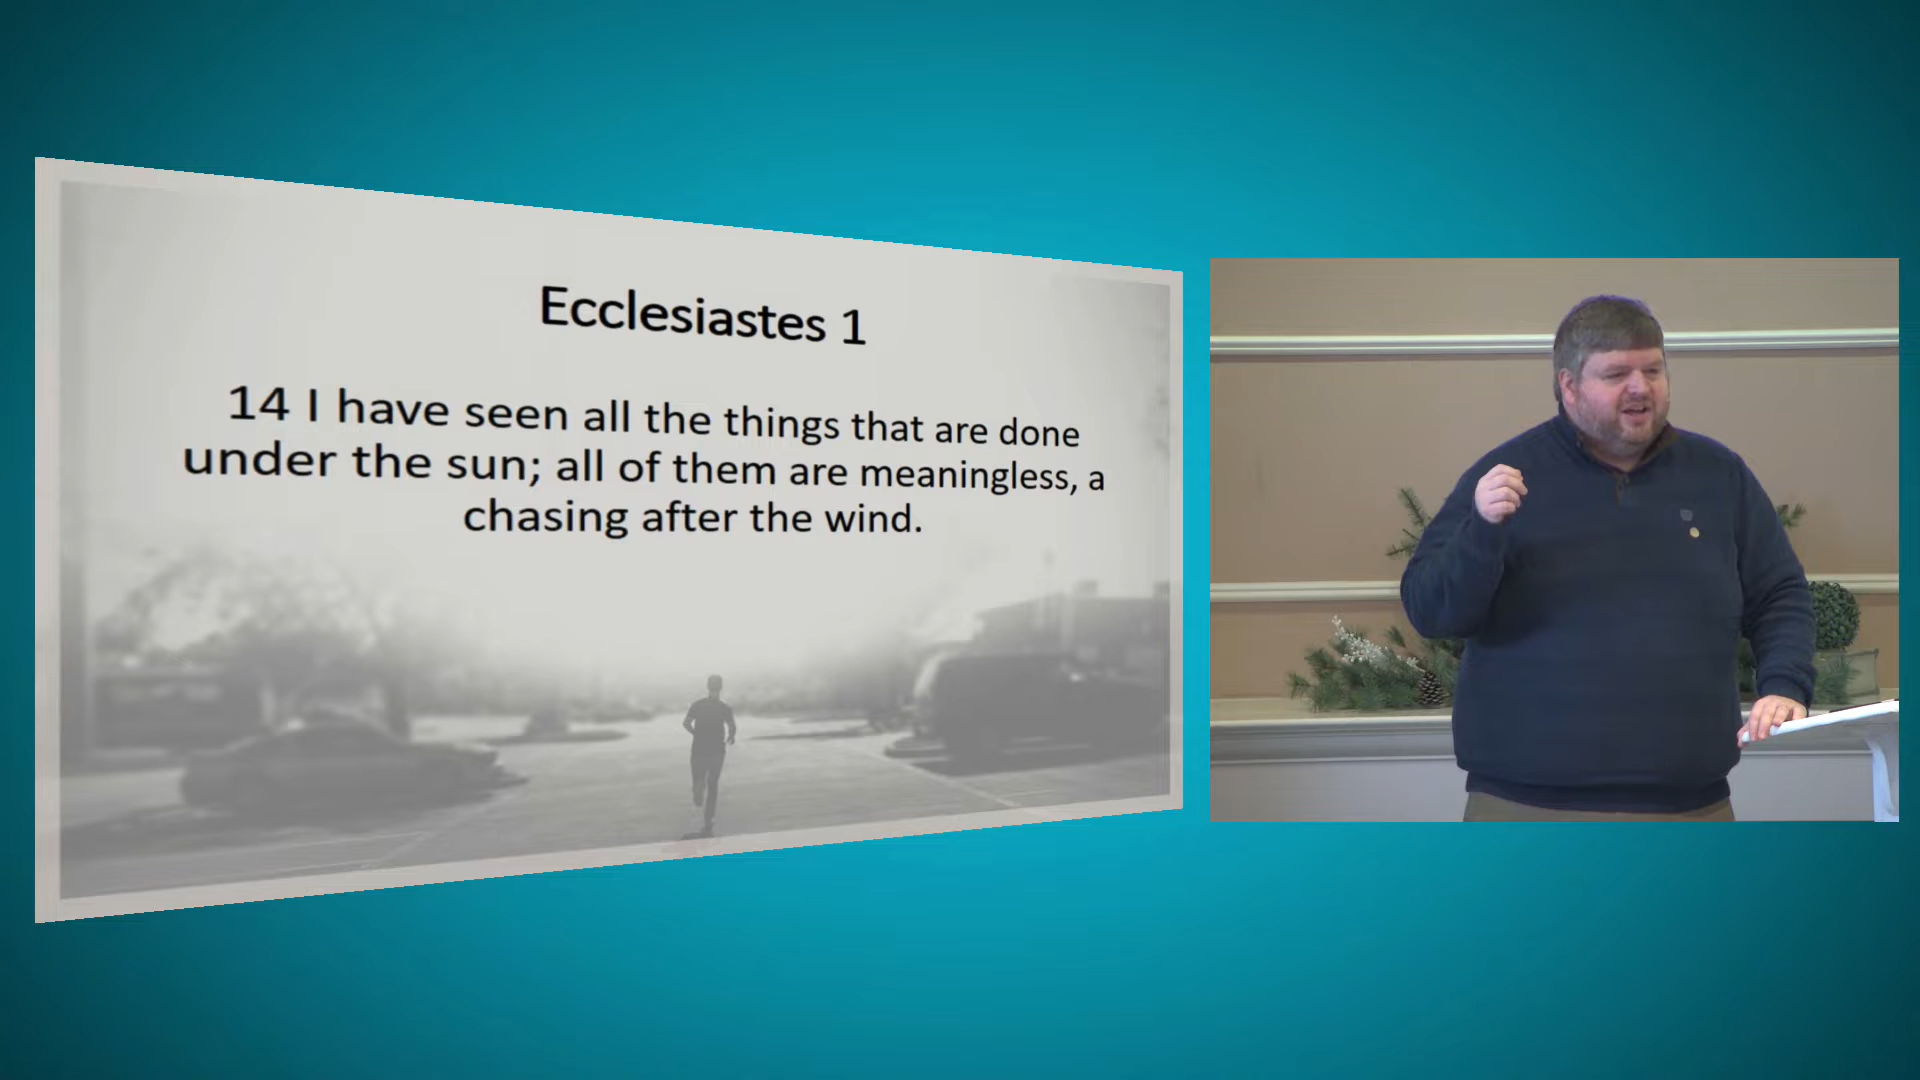 Ecclesiastes 1
14 I have seen all the things that are done
under the sun; all of them are meaningless, a
chasing after the wind.